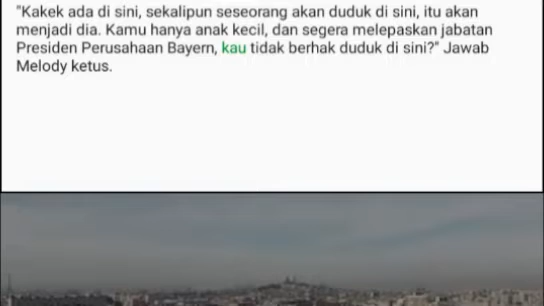 "Kakek ada di sini, sekalipun seseorang akan duduk di sini, itu akan
menjadi dia. Kamu hanya anak kecil, dan segera melepaskan jabatan
Presiden Perusahaan Bayern, kau tidak berhak duduk di sini?" Jawab
Melody ketus.